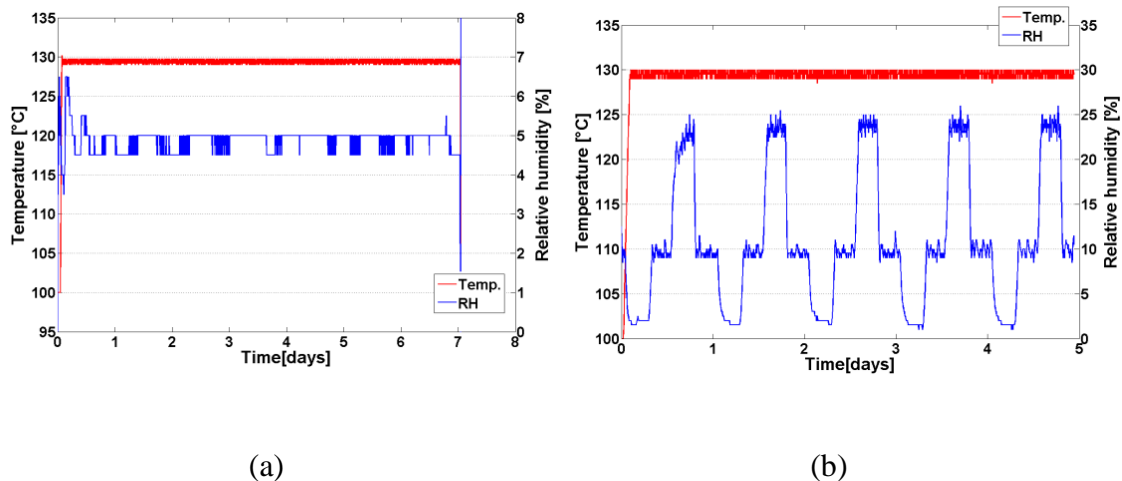 135
130
125
120
115
110
105
100
95
Temperature [°C]
8
7
6
5
4
3
2
1
0
Relative humidity [%]
Temp.
RH
0 1 2 3 4 5 6 7 8
Time[days]
(a)
135
130
125
120
115
110
105
100
Temperature [°C]
35
30
25
20
15
10
5
0
Relative humidity [%]
Temp.
RH
0 1 2 3 4 5
Time[days]
(b)